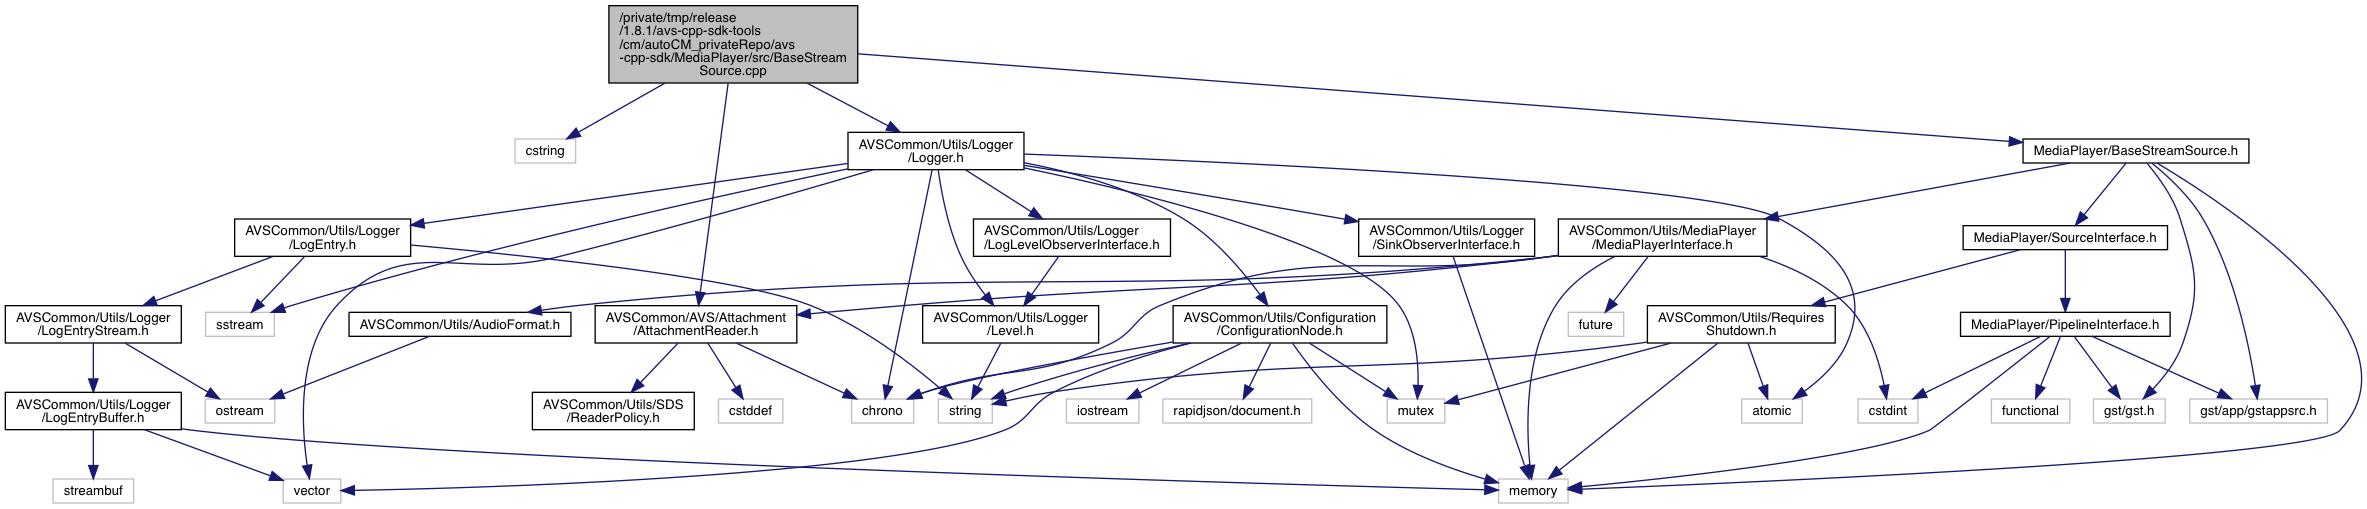 /private/tmp/release
/1.8.1/avs-cpp-sdk-tools
/cm/autoCM_privateRepo/avs
-cpp-sdk/MediaPlayer/src/BaseStream
Source.cpp
cstring
AVSCommon/Utils/Logger
/Logger.h
MediaPlayer/BaseStreamSource.h
AVSCommon/Utils/Logger
/LogEntry.h
AVSCommon/Utils/Logger
/LogLevelObserverInterface.h
AVSCommon/Utils/Logger
/SinkObserverInterface.h
AVSCommon/Utils/MediaPlayer
/MediaPlayerInterface.h
MediaPlayer/SourceInterface.h
AVSCommon/Utils/Logger
/LogEntryStream.h
sstream
AVSCommon/Utils/AudioFormat.h
AVSCommon/AVS/Attachment
/AttachmentReader.h
AVSCommon/Utils/Logger
/Level.h
AVSCommon/Utils/Configuration
/ConfigurationNode.h
future
AVSCommon/Utils/Requires
Shutdown.h
MediaPlayer/PipelineInterface.h
AVSCommon/Utils/Logger
/LogEntryBuffer.h
ostream
AVSCommon/Utils/SDS
/ReaderPolicy.h
cstddef
chrono
string
iostream
rapidjson/document.h
mutex
atomic
cstdint
functional
gst/gst.h
gst/app/gstappsrc.h
streambuf
vector
memory